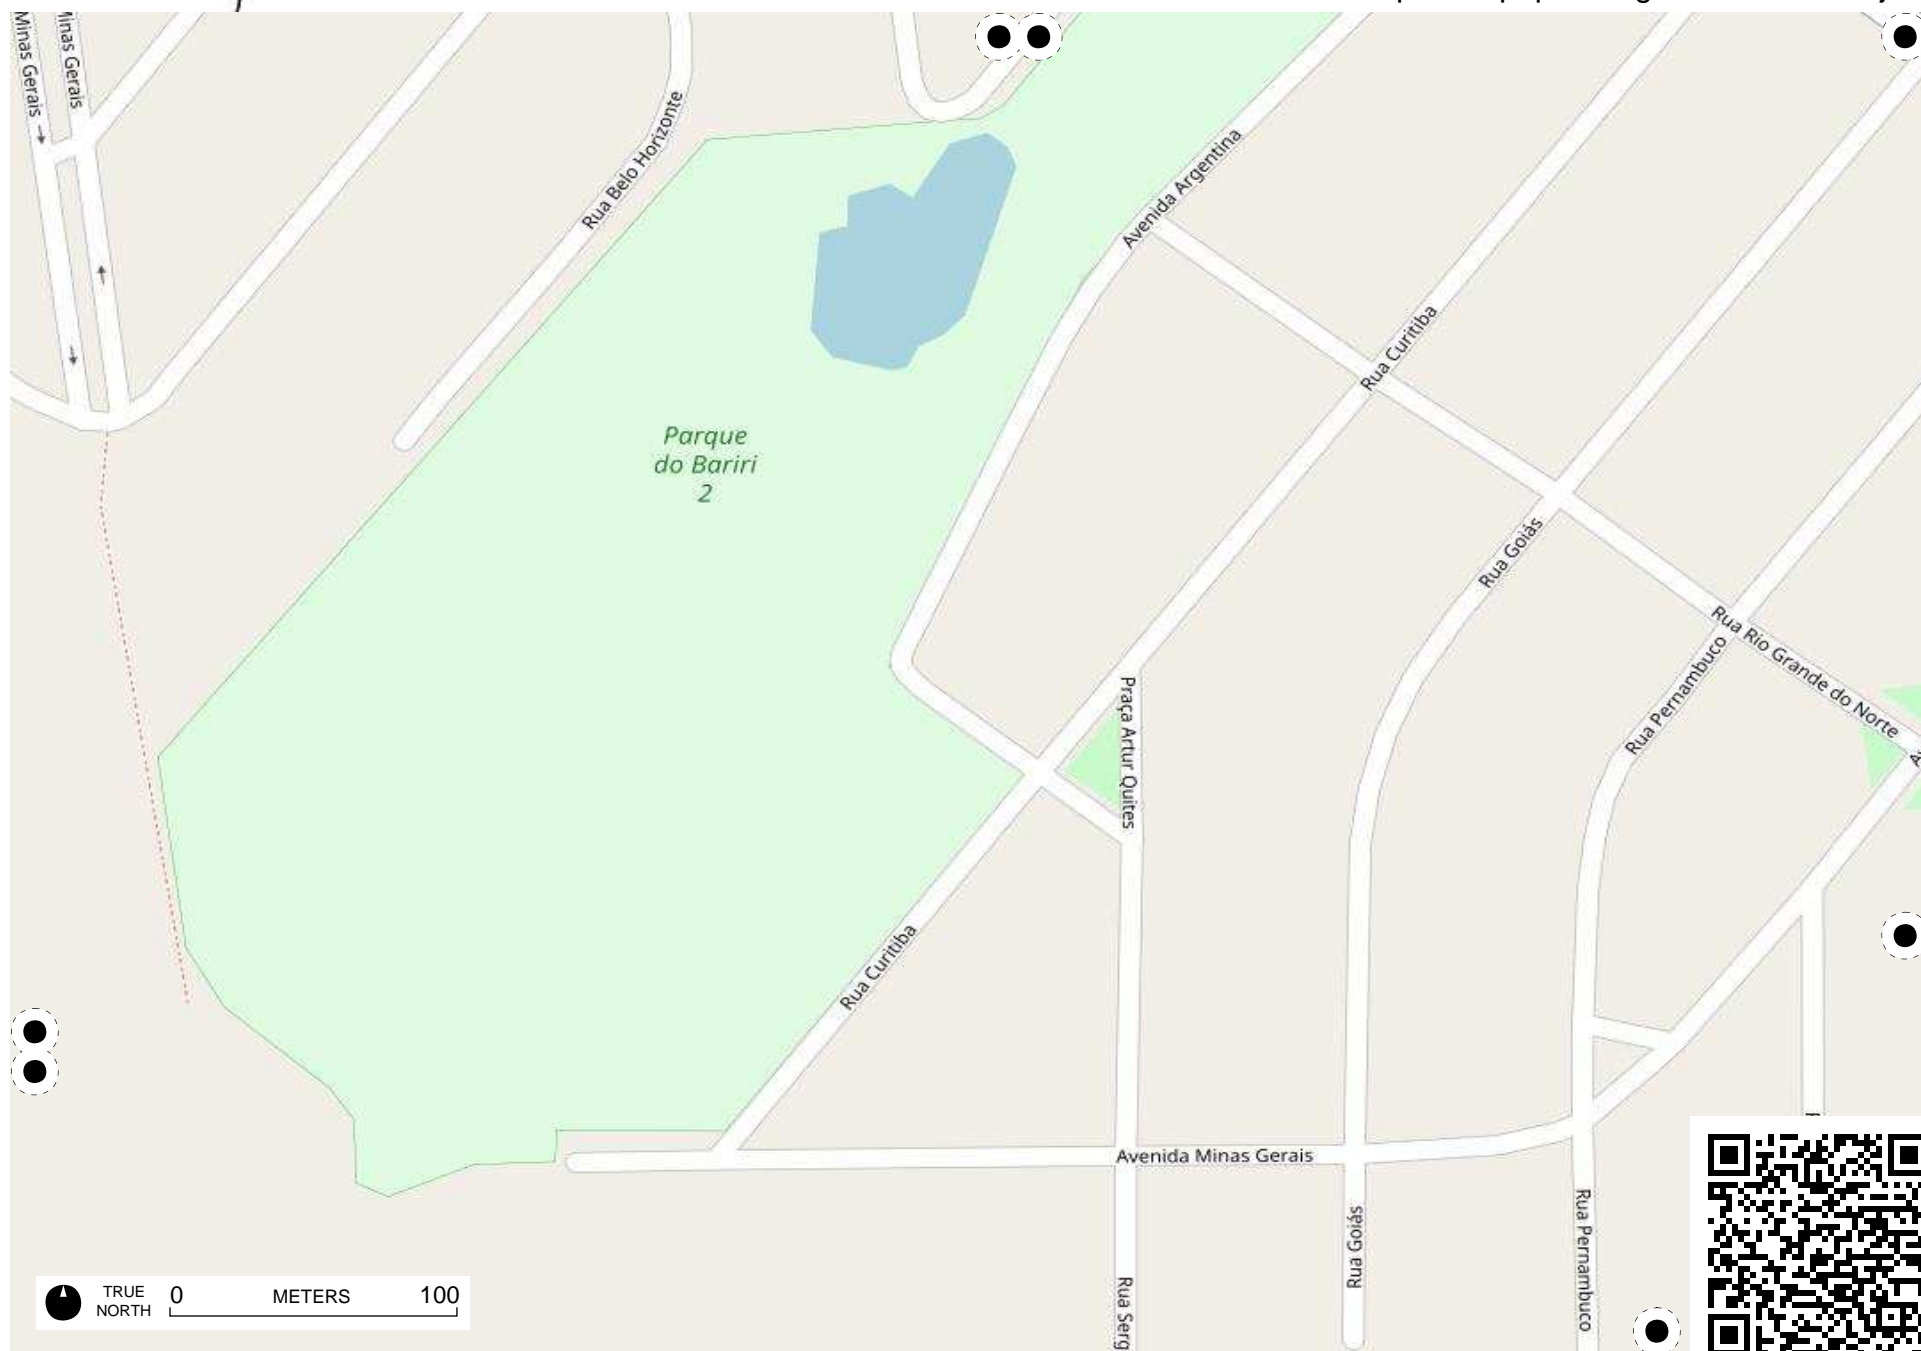 Minas Gerais
Minas Gerais
Rua Belo Horizonte
Avenida Argentina
Rua Curitiba
Parque
do Bariri
2
Rua Goiás
Rua Rio Grande do Norte
Rua Pernambuco
Praça Artur Quites
Rua Curitiba
Avenida Minas Gerais
Rua Goiás
Rua Pernambuco
Rua Serg
TRUE
NORTH
0 METERS 100